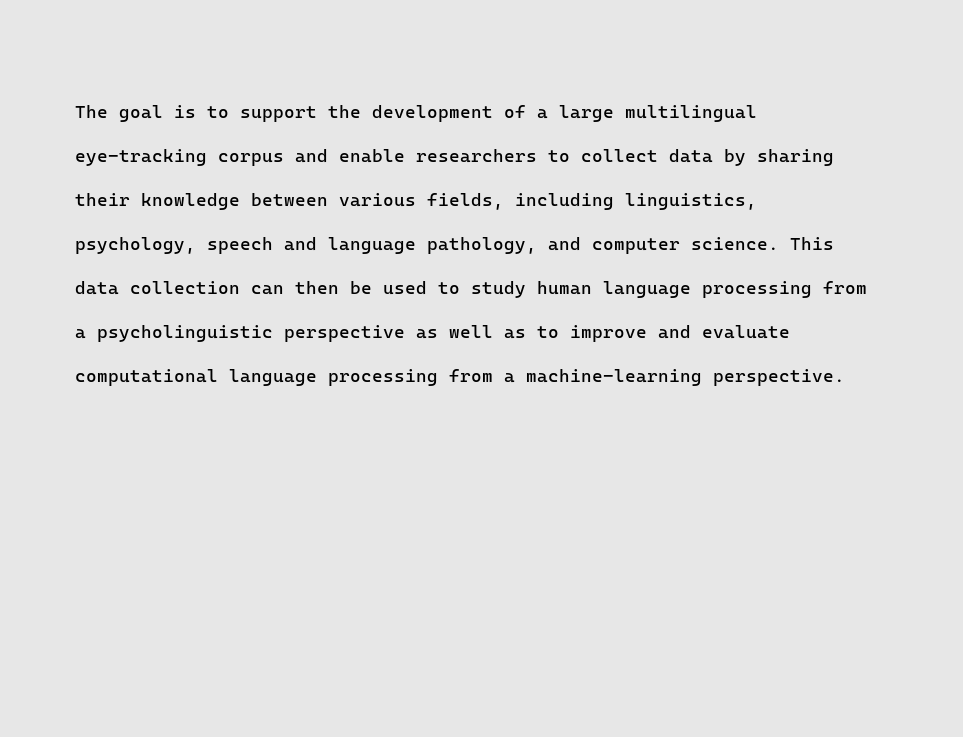 The goal is to support the development of a large multilingual
eye-tracking corpus and enable researchers to collect data by sharing
their knowledge between various fields, including linguistics,
psychology, speech and language pathology, and computer science. This
data collection can then be used to study human language processing from
a psycholinguistic perspective as well as to improve and evaluate
computational language processing from a machine-learning perspective.